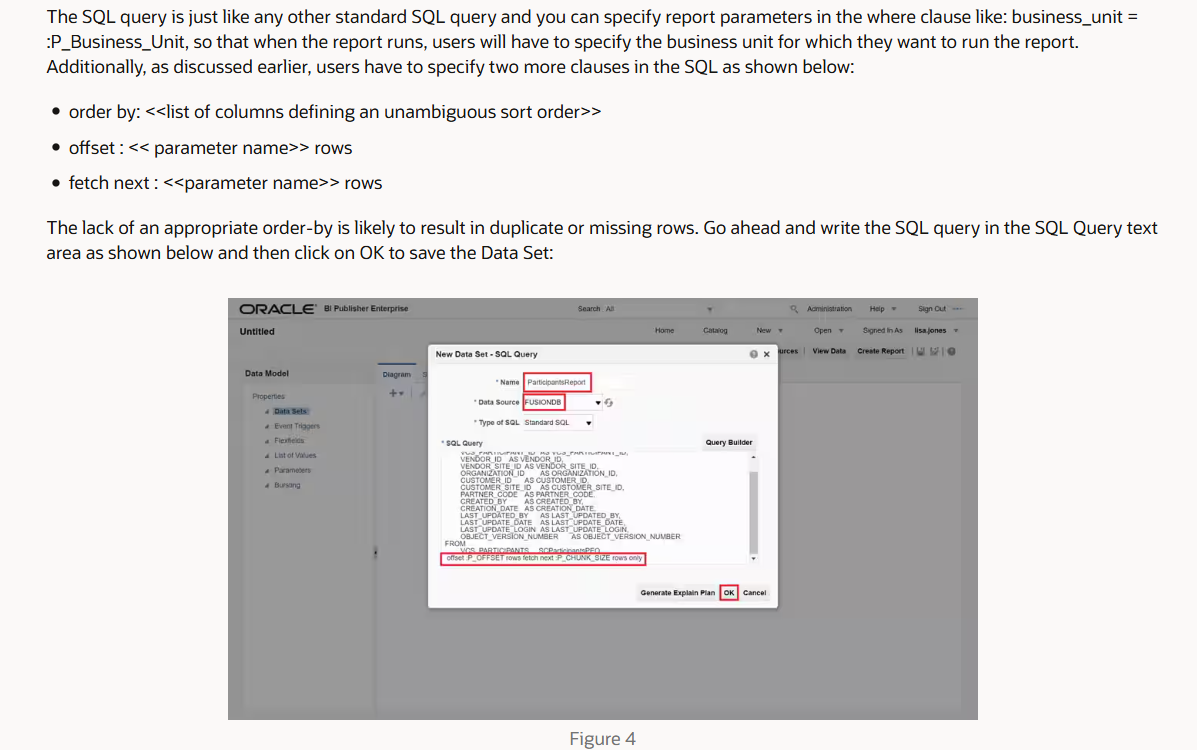 The SQL query is just like any other standard SQL query and you can specify report parameters in the where clause like: business_unit =
:P_Business_Unit, so that when the report runs, users will have to specify the business unit for which they want to run the report.
Additionally, as discussed earlier, users have to specify two more clauses in the SQL as shown below:
• order by: <<list of columns defining an unambiguous sort order>>
• offset : << parameter name>> rows
• fetch next : <<parameter name>> rows
The lack of an appropriate order-by is likely to result in duplicate or missing rows. Go ahead and write the SQL query in the SQL Query text
area as shown below and then click on OK to save the Data Set:
ORACLE BI Publisher Enterprise Search All Administration Help Sign Out
Untitled Home Catalog New Open Signed In As lisa.jones
View Data Create Report
Data Model
Diagram
Properties
Data Sets
Event Triggers
Flexfields
List of Values
Parameters
Bursting
New Data Set - SQL Query
* Name ParticipantsReport
* Data Source FUSIONDB
* Type of SQL Standard SQL
* SQL Query Query Builder
VENDOR_ID AS VENDOR_ID,
VENDOR_SITE_ID AS VENDOR_SITE_ID,
ORGANIZATION_ID AS ORGANIZATION_ID,
CUSTOMER_ID AS CUSTOMER_ID,
CUSTOMER_SITE_ID AS CUSTOMER_SITE_ID,
PARTNER_CODE AS PARTNER_CODE,
CREATED_BY AS CREATED_BY,
CREATION_DATE AS CREATION_DATE,
LAST_UPDATED_BY AS LAST_UPDATED_BY,
LAST_UPDATE_DATE AS LAST_UPDATE_DATE,
LAST_UPDATE_LOGIN AS LAST_UPDATE_LOGIN,
OBJECT_VERSION_NUMBER AS OBJECT_VERSION_NUMBER
FROM
VCS_PARTICIPANTS SCParticipantsPEO
offset :P_OFFSET rows fetch next :P_CHUNK_SIZE rows only
Generate Explain Plan OK Cancel
Figure 4